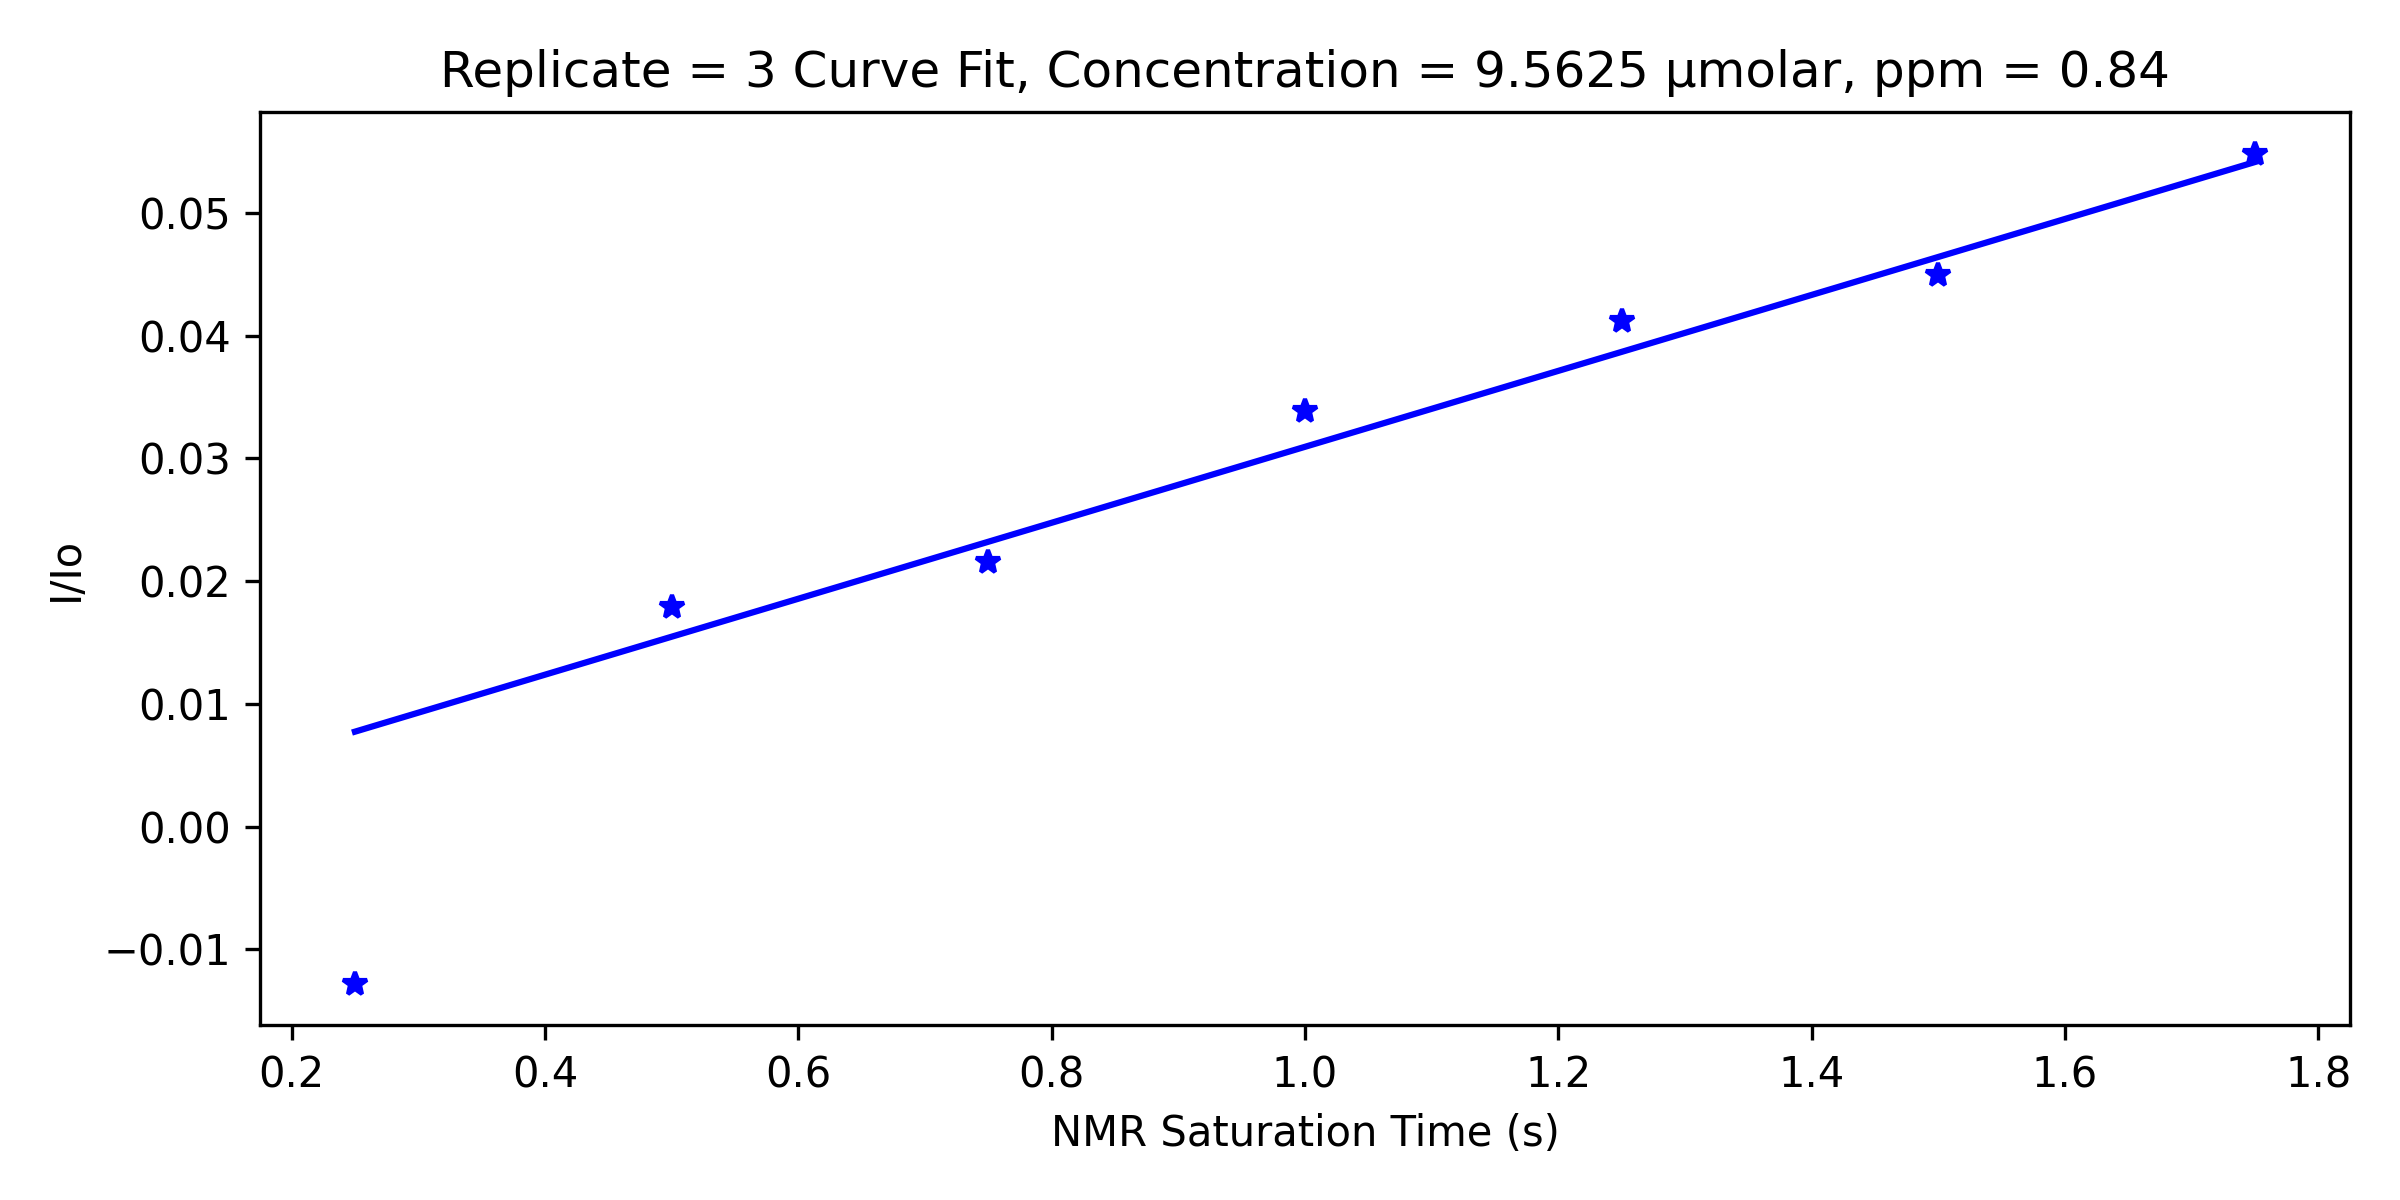 Replicate = 3 Curve Fit, Concentration = 9.5625 μmolar, ppm = 0.84
0.05
0.04
0.03
0.02
0.01
0.00
−0.01
I/Io
0.2 0.4 0.6 0.8 1.0 1.2 1.4 1.6 1.8
NMR Saturation Time (s)